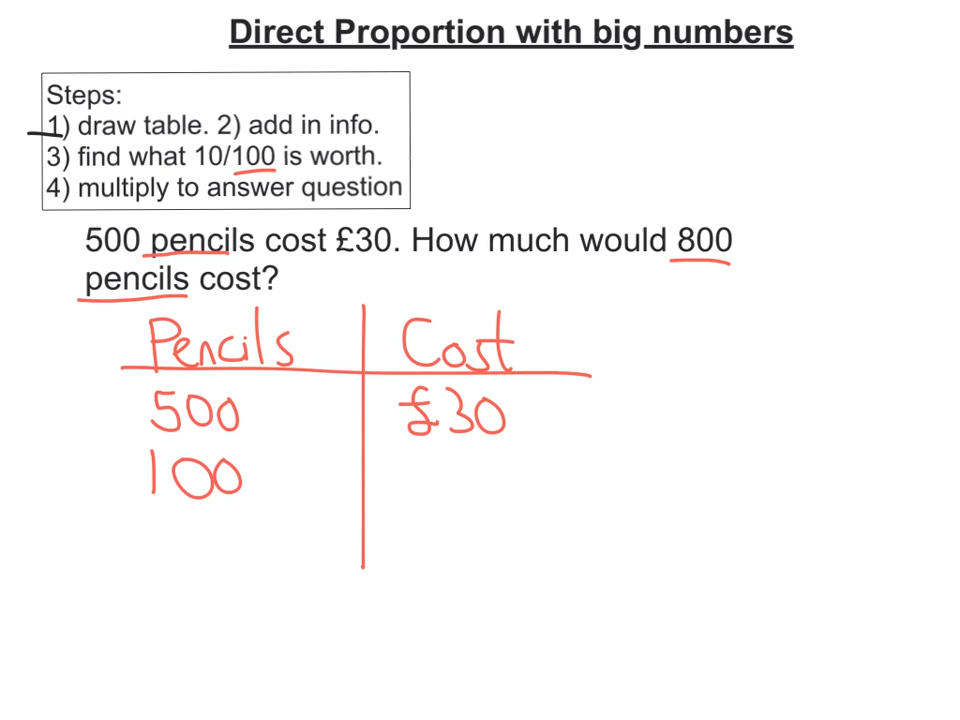 Direct Proportion with big numbers
Steps:
1) draw table. 2) add in info.
3) find what 10/100 is worth.
4) multiply to answer question
500 pencils cost £30. How much would 800
pencils cost?
Pencils Cost
500 £30
100